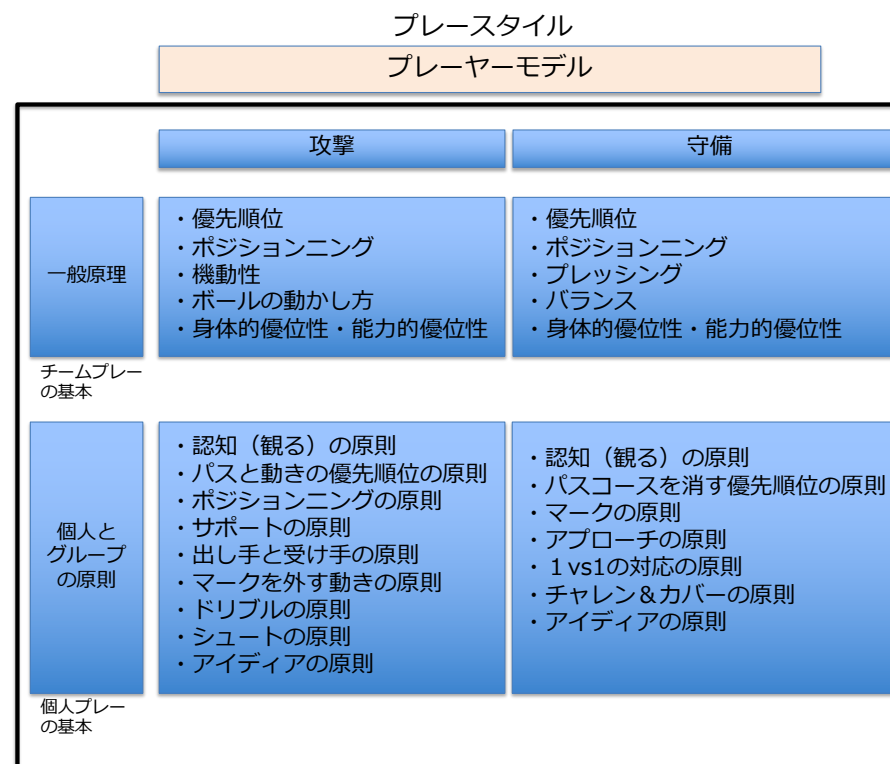 プレースタイル
プレーヤーモデル
攻撃
守備
一般原理
・優先順位
・ポジションニング
・機動性
・ボールの動かし方
・身体的優位性・能力的優位性
・優先順位
・ポジションニング
・プレッシング
・バランス
・身体的優位性・能力的優位性
チームプレー
の基本
個人と
グループ
の原則
・認知（観る）の原則
・パスと動きの優先順位の原則
・ポジションニングの原則
・サポートの原則
・出し手と受け手の原則
・マークを外す動きの原則
・ドリブルの原則
・シュートの原則
・アイディアの原則
・認知（観る）の原則
・パスコースを消す優先順位の原則
・マークの原則
・アプローチの原則
・１vs1の対応の原則
・チャレン＆カバーの原則
・アイディアの原則
個人プレー
の基本